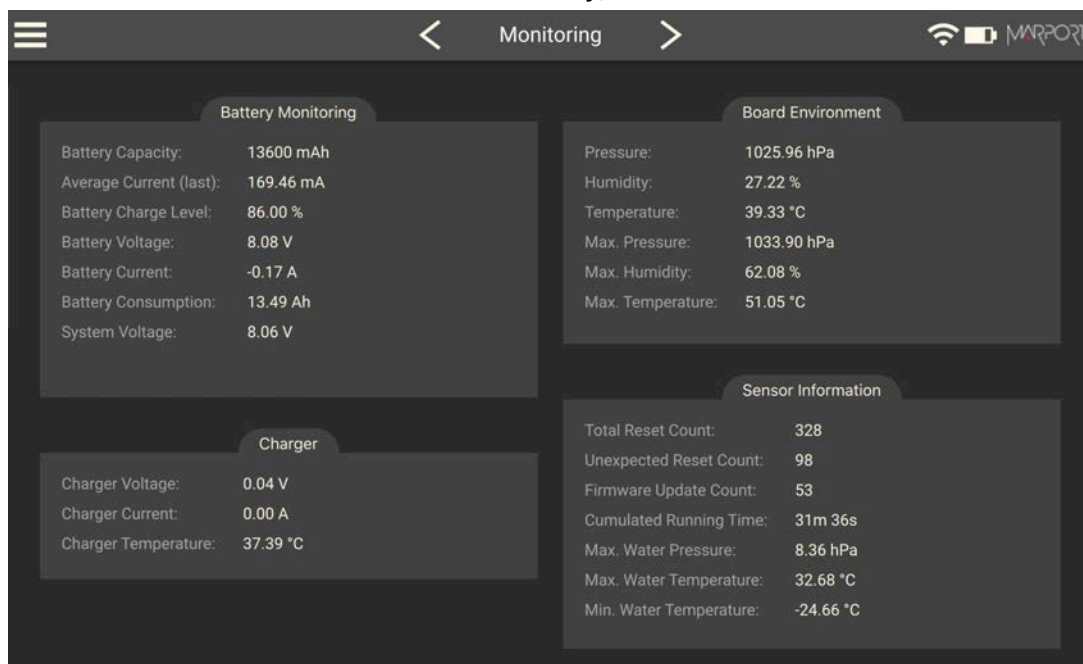 Monitoring
MARPORT
Battery Monitoring
Battery Capacity: 13600 mAh
Average Current (last): 169.46 mA
Battery Charge Level: 86.00 %
Battery Voltage: 8.08 V
Battery Current: -0.17 A
Battery Consumption: 13.49 Ah
System Voltage: 8.06 V
Charger
Charger Voltage: 0.04 V
Charger Current: 0.00 A
Charger Temperature: 37.39 °C
Board Environment
Pressure: 1025.96 hPa
Humidity: 27.22 %
Temperature: 39.33 °C
Max. Pressure: 1033.90 hPa
Max. Humidity: 62.08 %
Max. Temperature: 51.05 °C
Sensor Information
Total Reset Count: 328
Unexpected Reset Count: 98
Firmware Update Count: 53
Cumulated Running Time: 31m 36s
Max. Water Pressure: 8.36 hPa
Max. Water Temperature: 32.68 °C
Min. Water Temperature: -24.66 °C